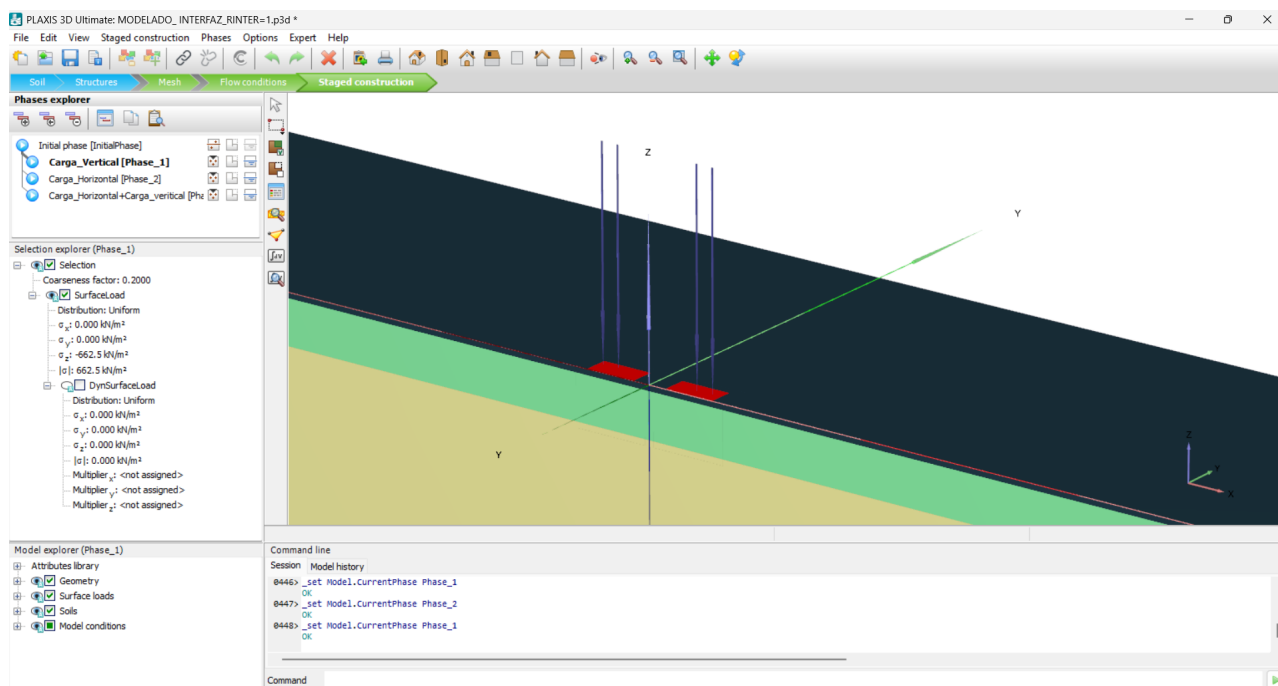 PLAXIS 3D Ultimate: MODELADO_ INTERFAZ_RINTER=1.p3d *
File Edit View Staged construction Phases Options Expert Help
Soil Structures Mesh Flow conditions Staged construction
Phases explorer
Initial phase [InitialPhase]
Carga_Vertical [Phase_1]
Carga_Horizontal [Phase_2]
Carga_Horizontal+Carga_veritical [Pha
Selection explorer (Phase_1)
Selection
Coarseness factor: 0.2000
SurfaceLoad
Distribution: Uniform
σx: 0.000 kN/m²
σy: 0.000 kN/m²
σz: -662.5 kN/m²
|σ|: 662.5 kN/m²
DynSurfaceLoad
Distribution: Uniform
σx: 0.000 kN/m²
σy: 0.000 kN/m²
σz: 0.000 kN/m²
|σ|: 0.000 kN/m²
Multiplierx: <not assigned>
Multipliery: <not assigned>
Multiplierz: <not assigned>
Model explorer (Phase_1)
Attributes library
Geometry
Surface loads
Soils
Model conditions
Z
Y
Y
Z
Y
X
Command line
Session Model history
0446> _set Model.CurrentPhase Phase_1
OK
0447> _set Model.CurrentPhase Phase_2
OK
0448> _set Model.CurrentPhase Phase_1
OK
Command